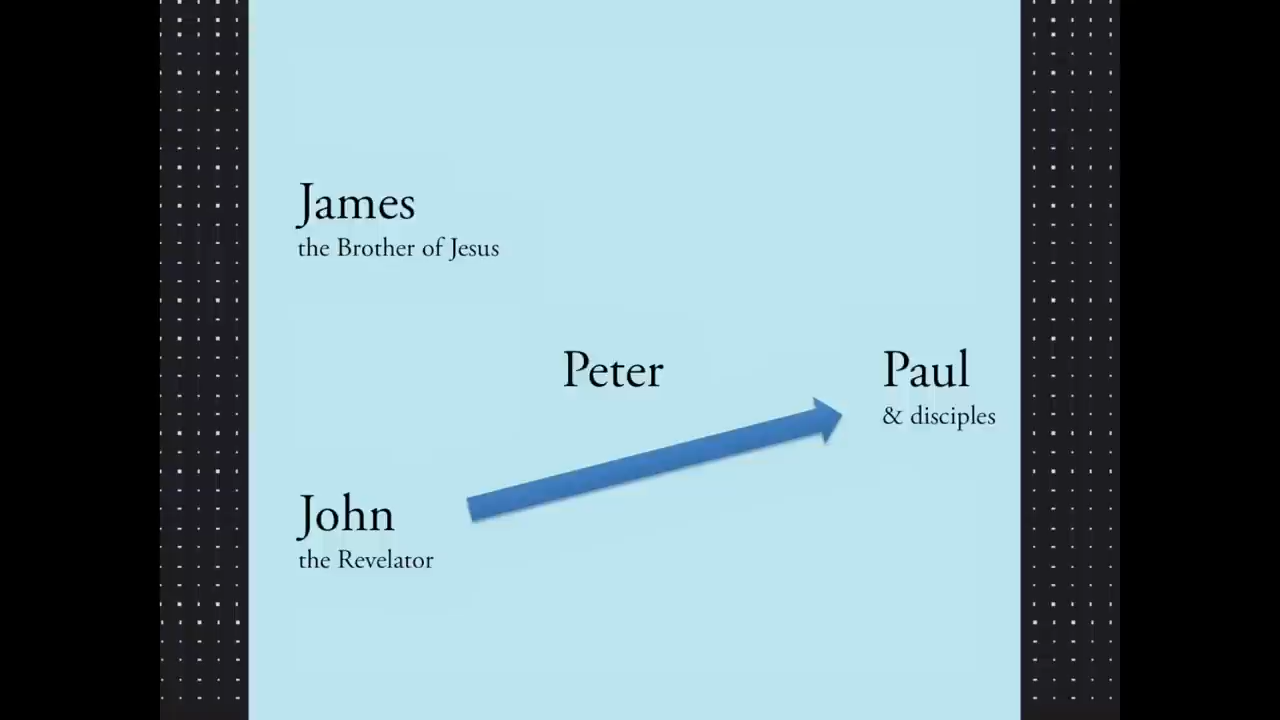 James
the Brother of Jesus
Peter
Paul
& disciples
John
the Revelator